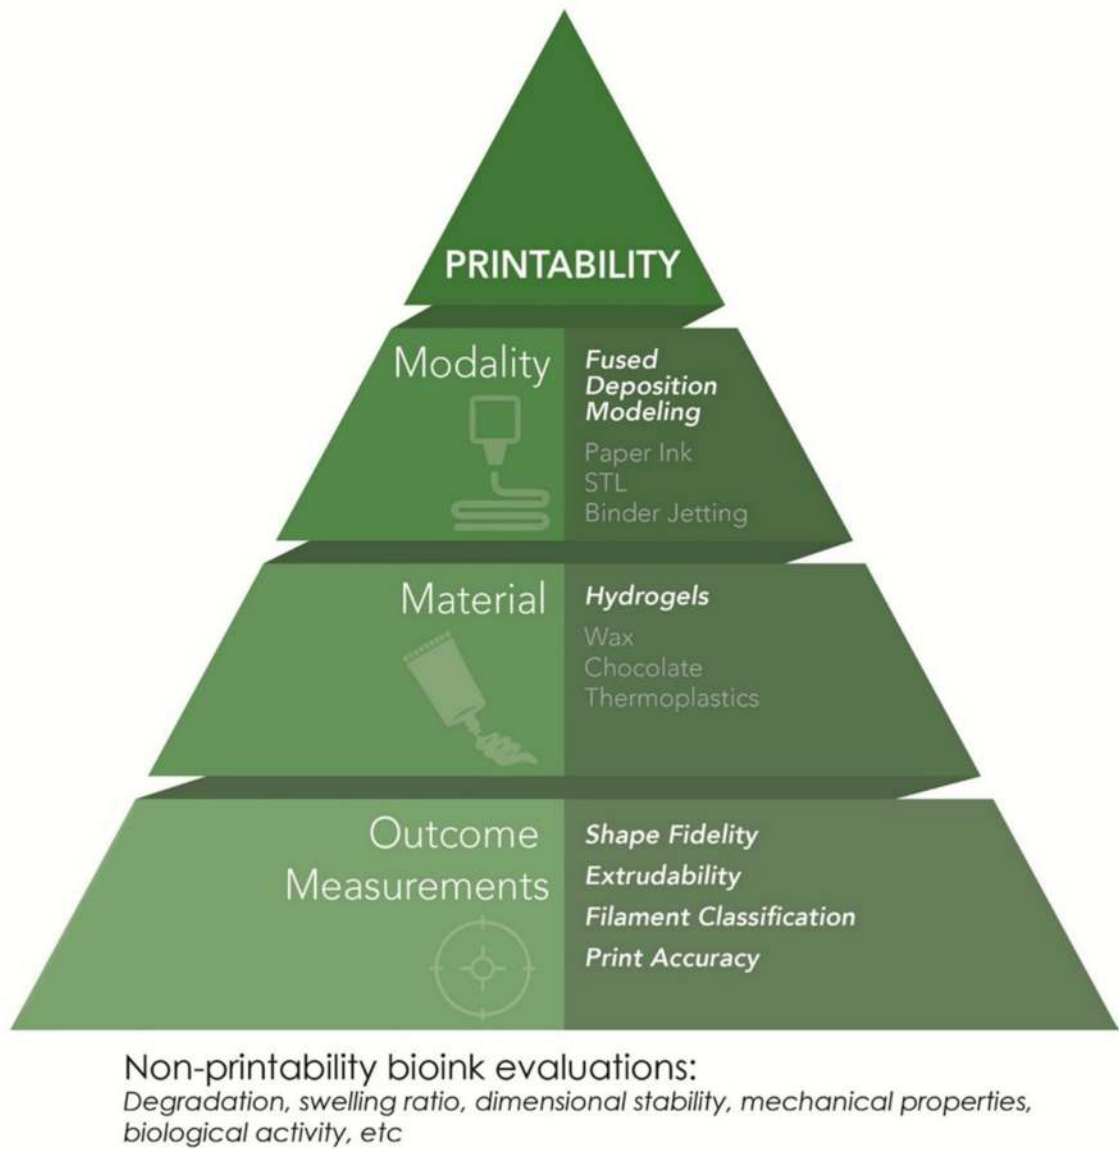 PRINTABILITY
Modality
Fused
Deposition
Modeling
Paper Ink
STL
Binder Jetting
Material
Hydrogels
Wax
Chocolate
Thermoplastics
Outcome
Measurements
Shape Fidelity
Extrudability
Filament Classification
Print Accuracy
Non-printability bioink evaluations:
Degradation, swelling ratio, dimensional stability, mechanical properties,
biological activity, etc